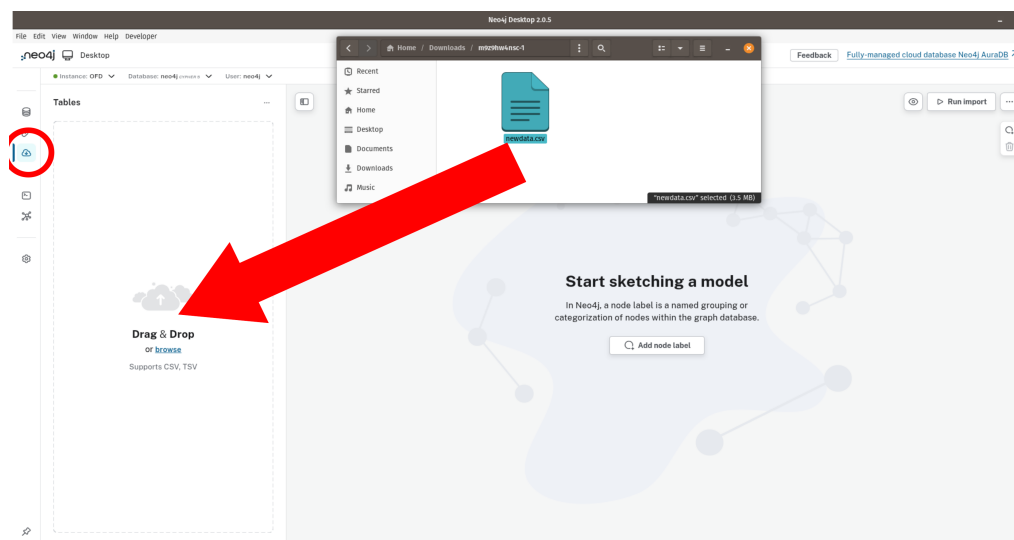 Neo4j Desktop 2.0.5
File Edit View Window Help Developer
neo4j Desktop
Feedback Fully-managed cloud database Neo4j AuraDB
Instance: OFD Database: neo4j User: neo4j
Tables
Run import
Home / Downloads / m9z9hw4nsc-1
Recent
Starred
Home
Desktop
Documents
Downloads
Music
newdata.csv
"newdata.csv" selected (3.5 MB)
Drag & Drop
or browse
Supports CSV, TSV
Start sketching a model
In Neo4j, a node label is a named grouping or
categorization of nodes within the graph database.
Add node label